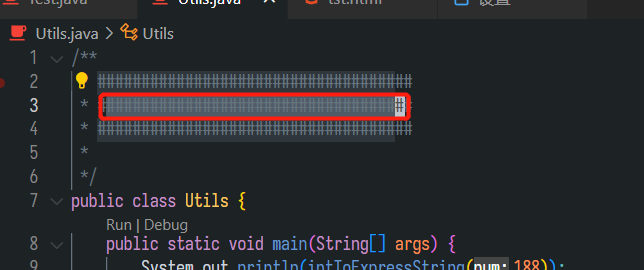 Test.java Utils.java tst.html 设置
Utils.java > Utils
1 /**
2 ####################################
3 * ####################################
4 * ####################################
5 *
6 */
7 public class Utils {
Run | Debug
8 public static void main(String[] args) {
9 System.out.println(intToExpressString(num: 188));